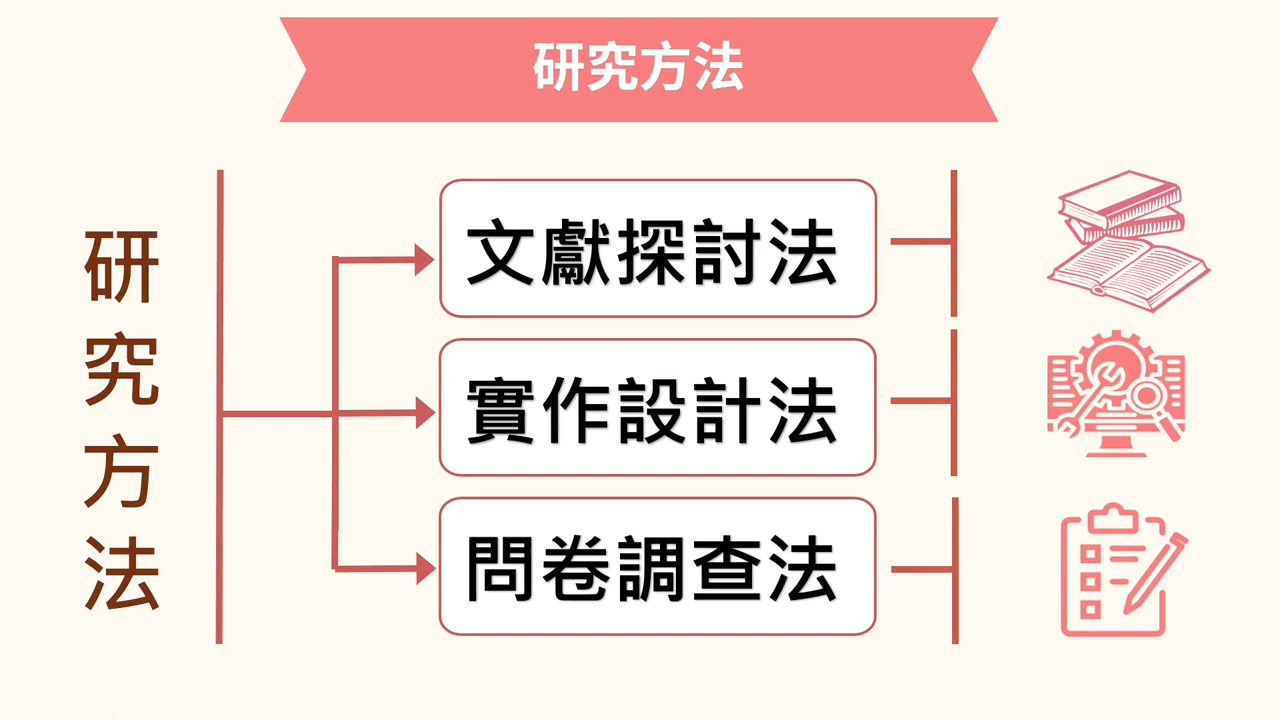 研究方法
研究方法
文獻探討法
實作設計法
問卷調查法